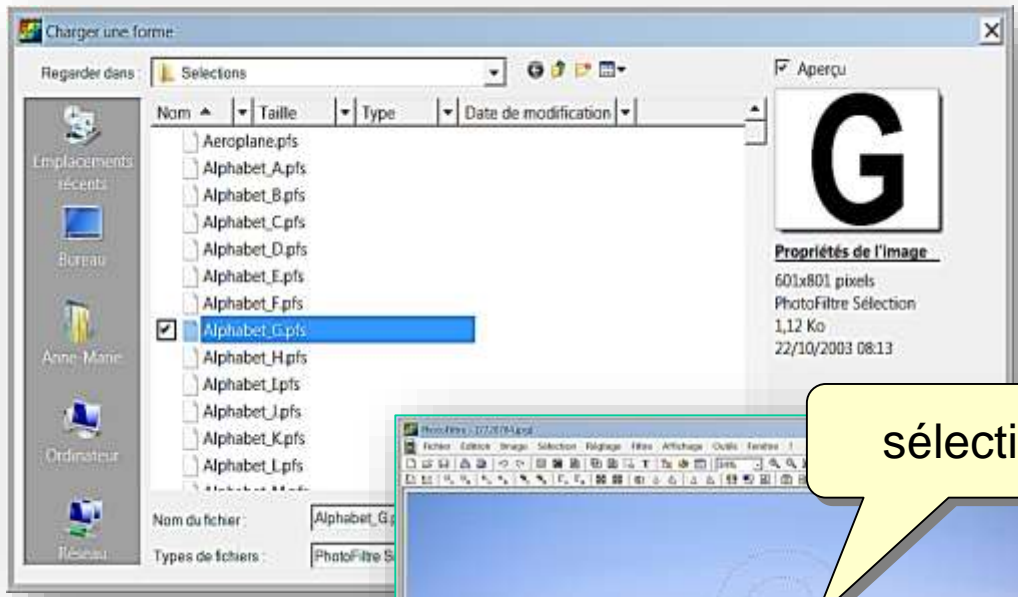 Charger une forme
Regarder dans :
Selections
Aperçu
Nom
Taille
Type
Date de modification
Emplacements
récents
Bureau
Anne-Marie
Ordinateur
Réseau
Aeroplane.pfs
Alphabet_A.pfs
Alphabet_B.pfs
Alphabet_C.pfs
Alphabet_D.pfs
Alphabet_E.pfs
Alphabet_F.pfs
Alphabet_G.pfs
Alphabet_H.pfs
Alphabet_I.pfs
Alphabet_J.pfs
Alphabet_K.pfs
Alphabet_L.pfs
G
Propriétés de l'image
601x801 pixels
PhotoFiltre Sélection
1,12 Ko
22/10/2003 08:13
Nom du fichier :
Alphabet_G.p
Types de fichiers :
PhotoFiltre S
Fichier Edition Image Sélection Réglage Filtre Affichage Outils Fenêtre !
sélecti